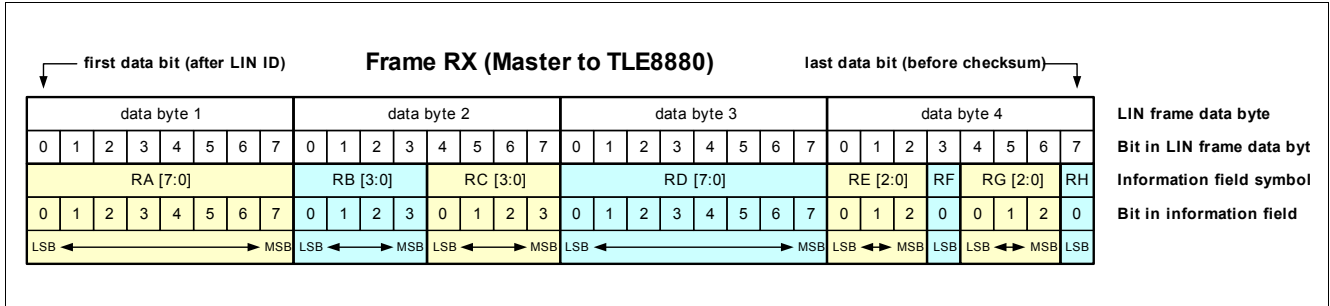 first data bit (after LIN ID) Frame RX (Master to TLE8880) last data bit (before checksum)
data byte 1 data byte 2 data byte 3 data byte 4 LIN frame data byte
0 1 2 3 4 5 6 7 0 1 2 3 4 5 6 7 0 1 2 3 4 5 6 7 0 1 2 3 4 5 6 7 Bit in LIN frame data byt
RA [7:0] RB [3:0] RC [3:0] RD [7:0] RE [2:0] RF RG [2:0] RH Information field symbol
0 1 2 3 4 5 6 7 0 1 2 3 0 1 2 3 0 1 2 3 4 5 6 7 0 1 2 0 0 1 2 0 Bit in information field
LSB MSB LSB MSB LSB MSB LSB MSB LSB MSB LSB LSB MSB LSB